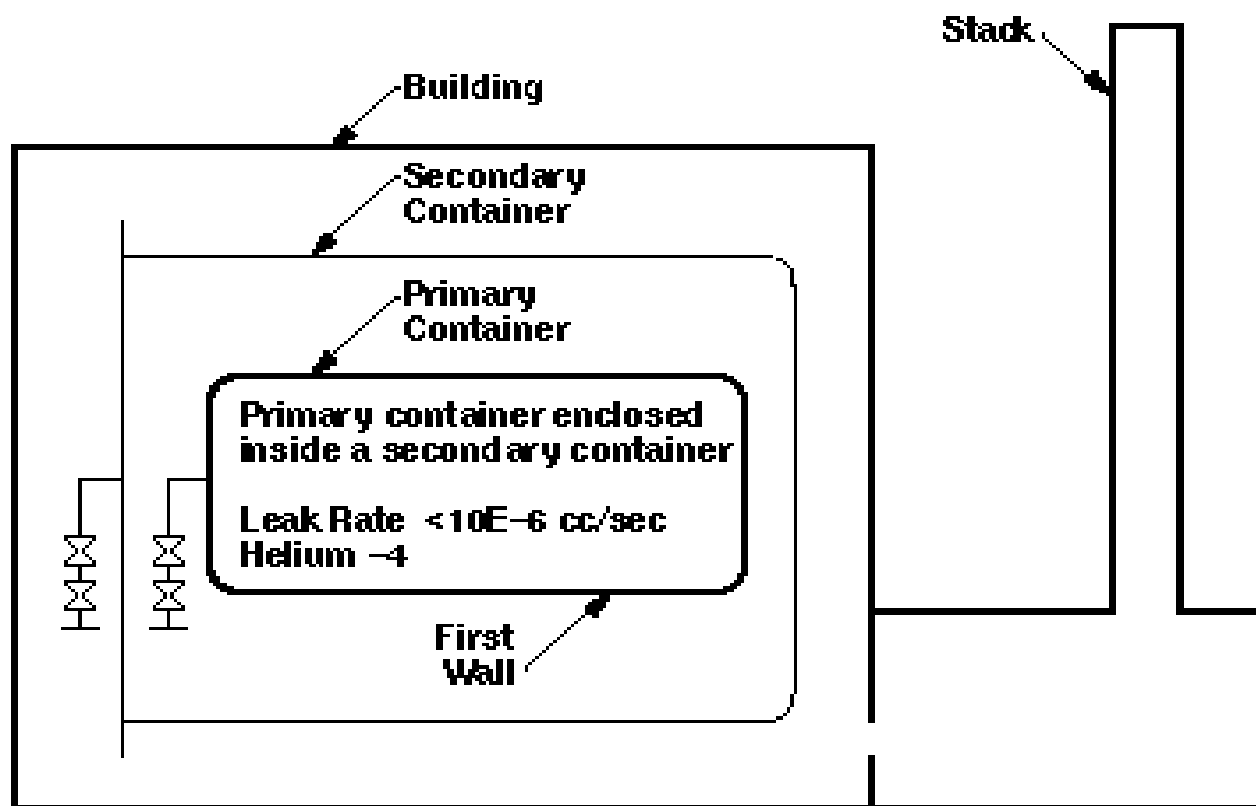 Stack
Building
Secondary
Container
Primary
Container
Primary container enclosed
inside a secondary container
Leak Rate <10E-6 cc/sec
Helium -4
First
Wall